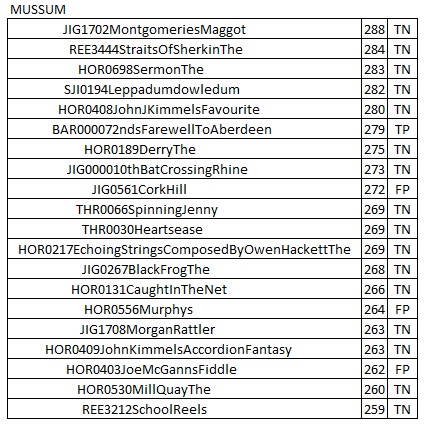 MUSSUM
JIG1702MontgomeriesMaggot 288 TN
REE3444StraitsOfSherkinThe 284 TN
HOR0698SermonThe 283 TN
SJI0194Leppadumdowledum 282 TN
HOR0408JohnJKimmelsFavourite 280 TN
BAR000072ndsFarewellToAberdeen 279 TP
HOR0189DerryThe 275 TN
JIG000010thBatCrossingRhine 273 TN
JIG0561CorkHill 272 FP
THR0066SpinningJenny 269 TN
THR0030Heartsease 269 TN
HOR0217EchoingStringsComposedByOwenHackettThe 269 TN
JIG0267BlackFrogThe 268 TN
HOR0131CaughtInTheNet 266 TN
HOR0556Murphys 264 FP
JIG1708MorganRattler 263 TN
HOR0409JohnKimmelsAccordionFantasy 263 TN
HOR0403JoeMcGannsFiddle 262 FP
HOR0530MillQuayThe 260 TN
REE3212SchoolReels 259 TN